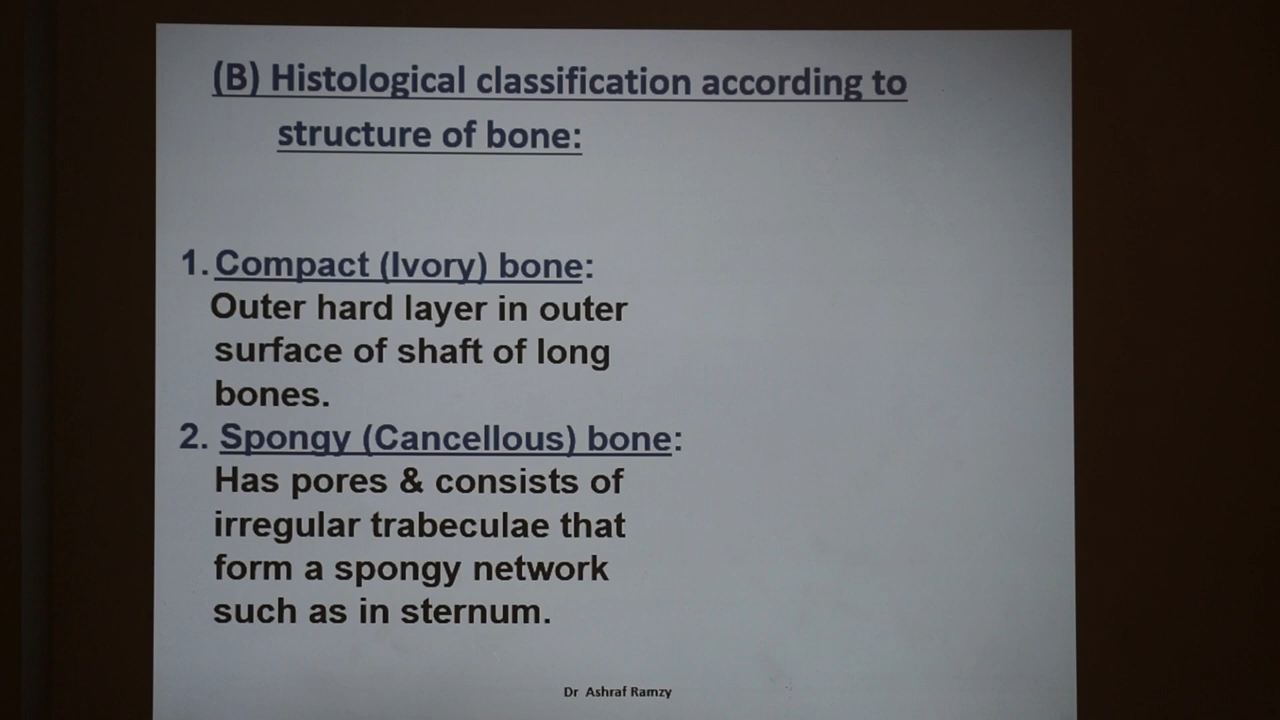 (B) Histological classification according to
structure of bone:
1. Compact (Ivory) bone:
Outer hard layer in outer
surface of shaft of long
bones.
2. Spongy (Cancellous) bone:
Has pores & consists of
irregular trabeculae that
form a spongy network
such as in sternum.
Dr Ashraf Ramzy